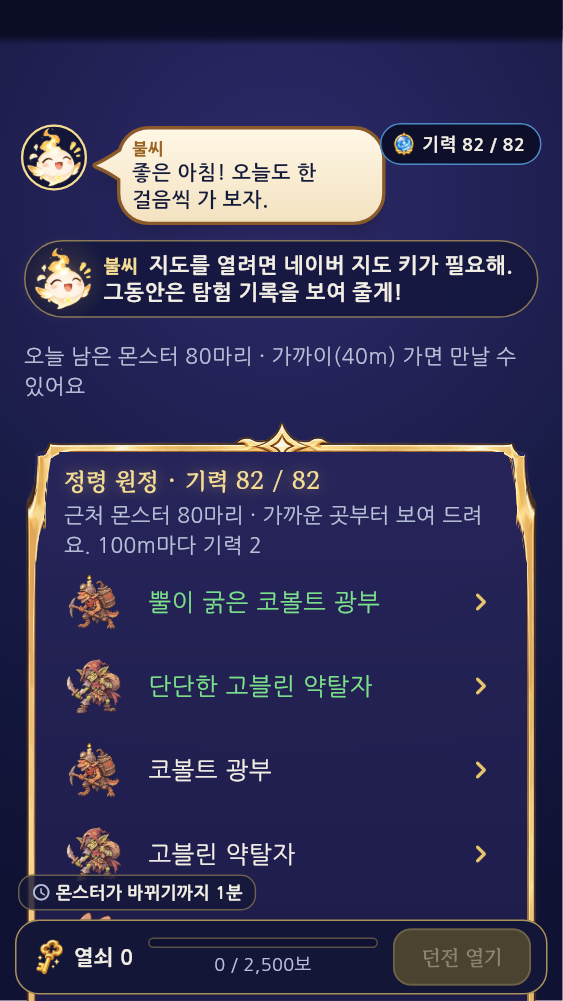 불씨
좋은 아침! 오늘도 한
걸음씩 가 보자.
기력 82 / 82
불씨 지도를 열려면 네이버 지도 키가 필요해.
그동안은 탐험 기록을 보여 줄게!
오늘 남은 몬스터 80마리 · 가까이(40m) 가면 만날 수
있어요
정령 원정 · 기력 82 / 82
근처 몬스터 80마리 · 가까운 곳부터 보여 드려
요. 100m마다 기력 2
뿔이 굵은 코볼트 광부
단단한 고블린 약탈자
코볼트 광부
고블린 약탈자
몬스터가 바뀌기까지 1분
열쇠 0
0 / 2,500보
던전 열기